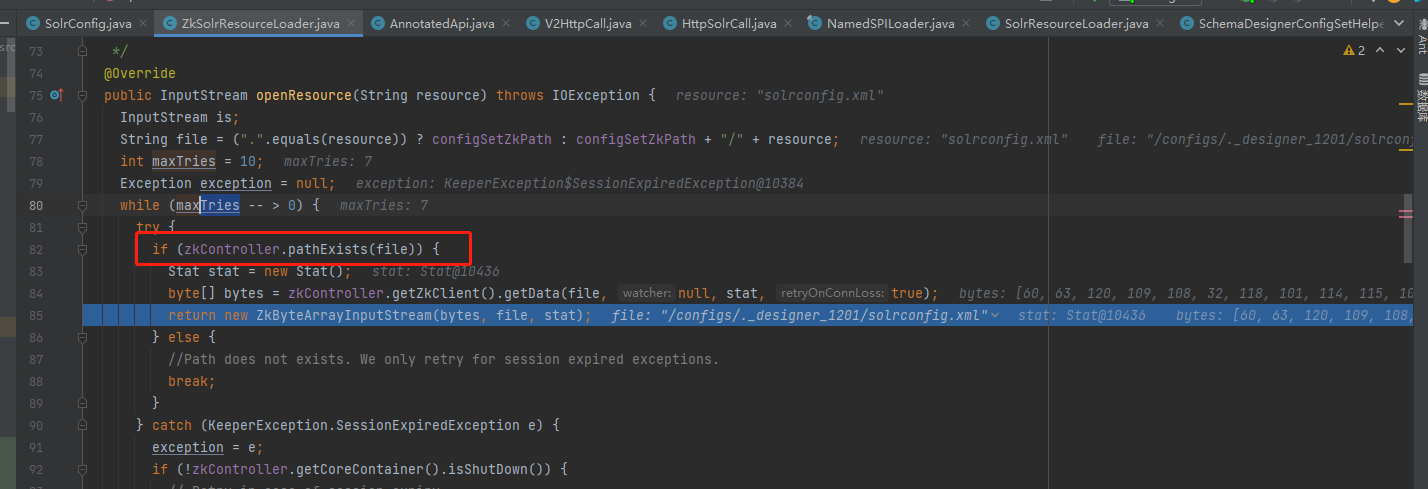 SolrConfig.java ZkSolrResourceLoader.java AnnotatedApi.java V2HttpCall.java HttpSolrCall.java NamedSPILoader.java SolrResourceLoader.java SchemaDesignerConfigSetHelpe
73 */ 2
74 @Override
75 public InputStream openResource(String resource) throws IOException { resource: "solrconfig.xml"
76 InputStream is;
77 String file = (".".equals(resource)) ? configSetZkPath : configSetZkPath + "/" + resource; resource: "solrconfig.xml" file: "/configs/._designer_1201/solrconf
78 int maxTries = 10; maxTries: 7
79 Exception exception = null; exception: KeeperException$SessionExpiredException@10384
80 while (maxTries -- > 0) { maxTries: 7
81 try {
82 if (zkController.pathExists(file)) {
83 Stat stat = new Stat(); stat: Stat@10436
84 byte[] bytes = zkController.getZkClient().getData(file, watcher: null, stat, retryOnConnLoss: true); bytes: [60, 63, 120, 109, 108, 32, 118, 101, 114, 115, 10
85 return new ZkByteArrayInputStream(bytes, file, stat); file: "/configs/._designer_1201/solrconfig.xml" stat: Stat@10436 bytes: [60, 63, 120, 109, 108,
86 } else {
87 //Path does not exists. We only retry for session expired exceptions.
88 break;
89 }
90 } catch (KeeperException.SessionExpiredException e) {
91 exception = e;
92 if (!zkController.getCoreContainer().isShutDown()) {
src
Ant
数据库